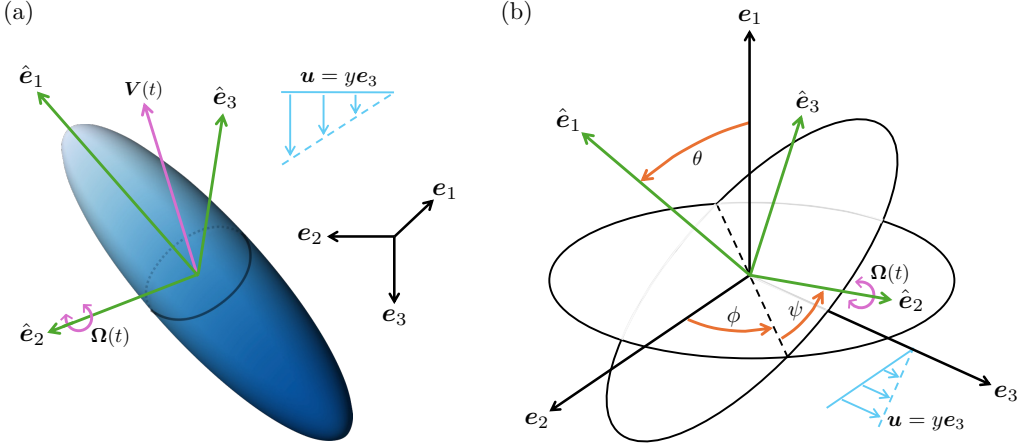 (a)
ê₁
V(t)
ê₃
u = ye₃
e₁
e₂
e₃
ê₂
Ω(t)
(b)
e₁
ê₁
ê₃
θ
Ω(t)
ê₂
ϕ
ψ
e₂
e₃
u = ye₃